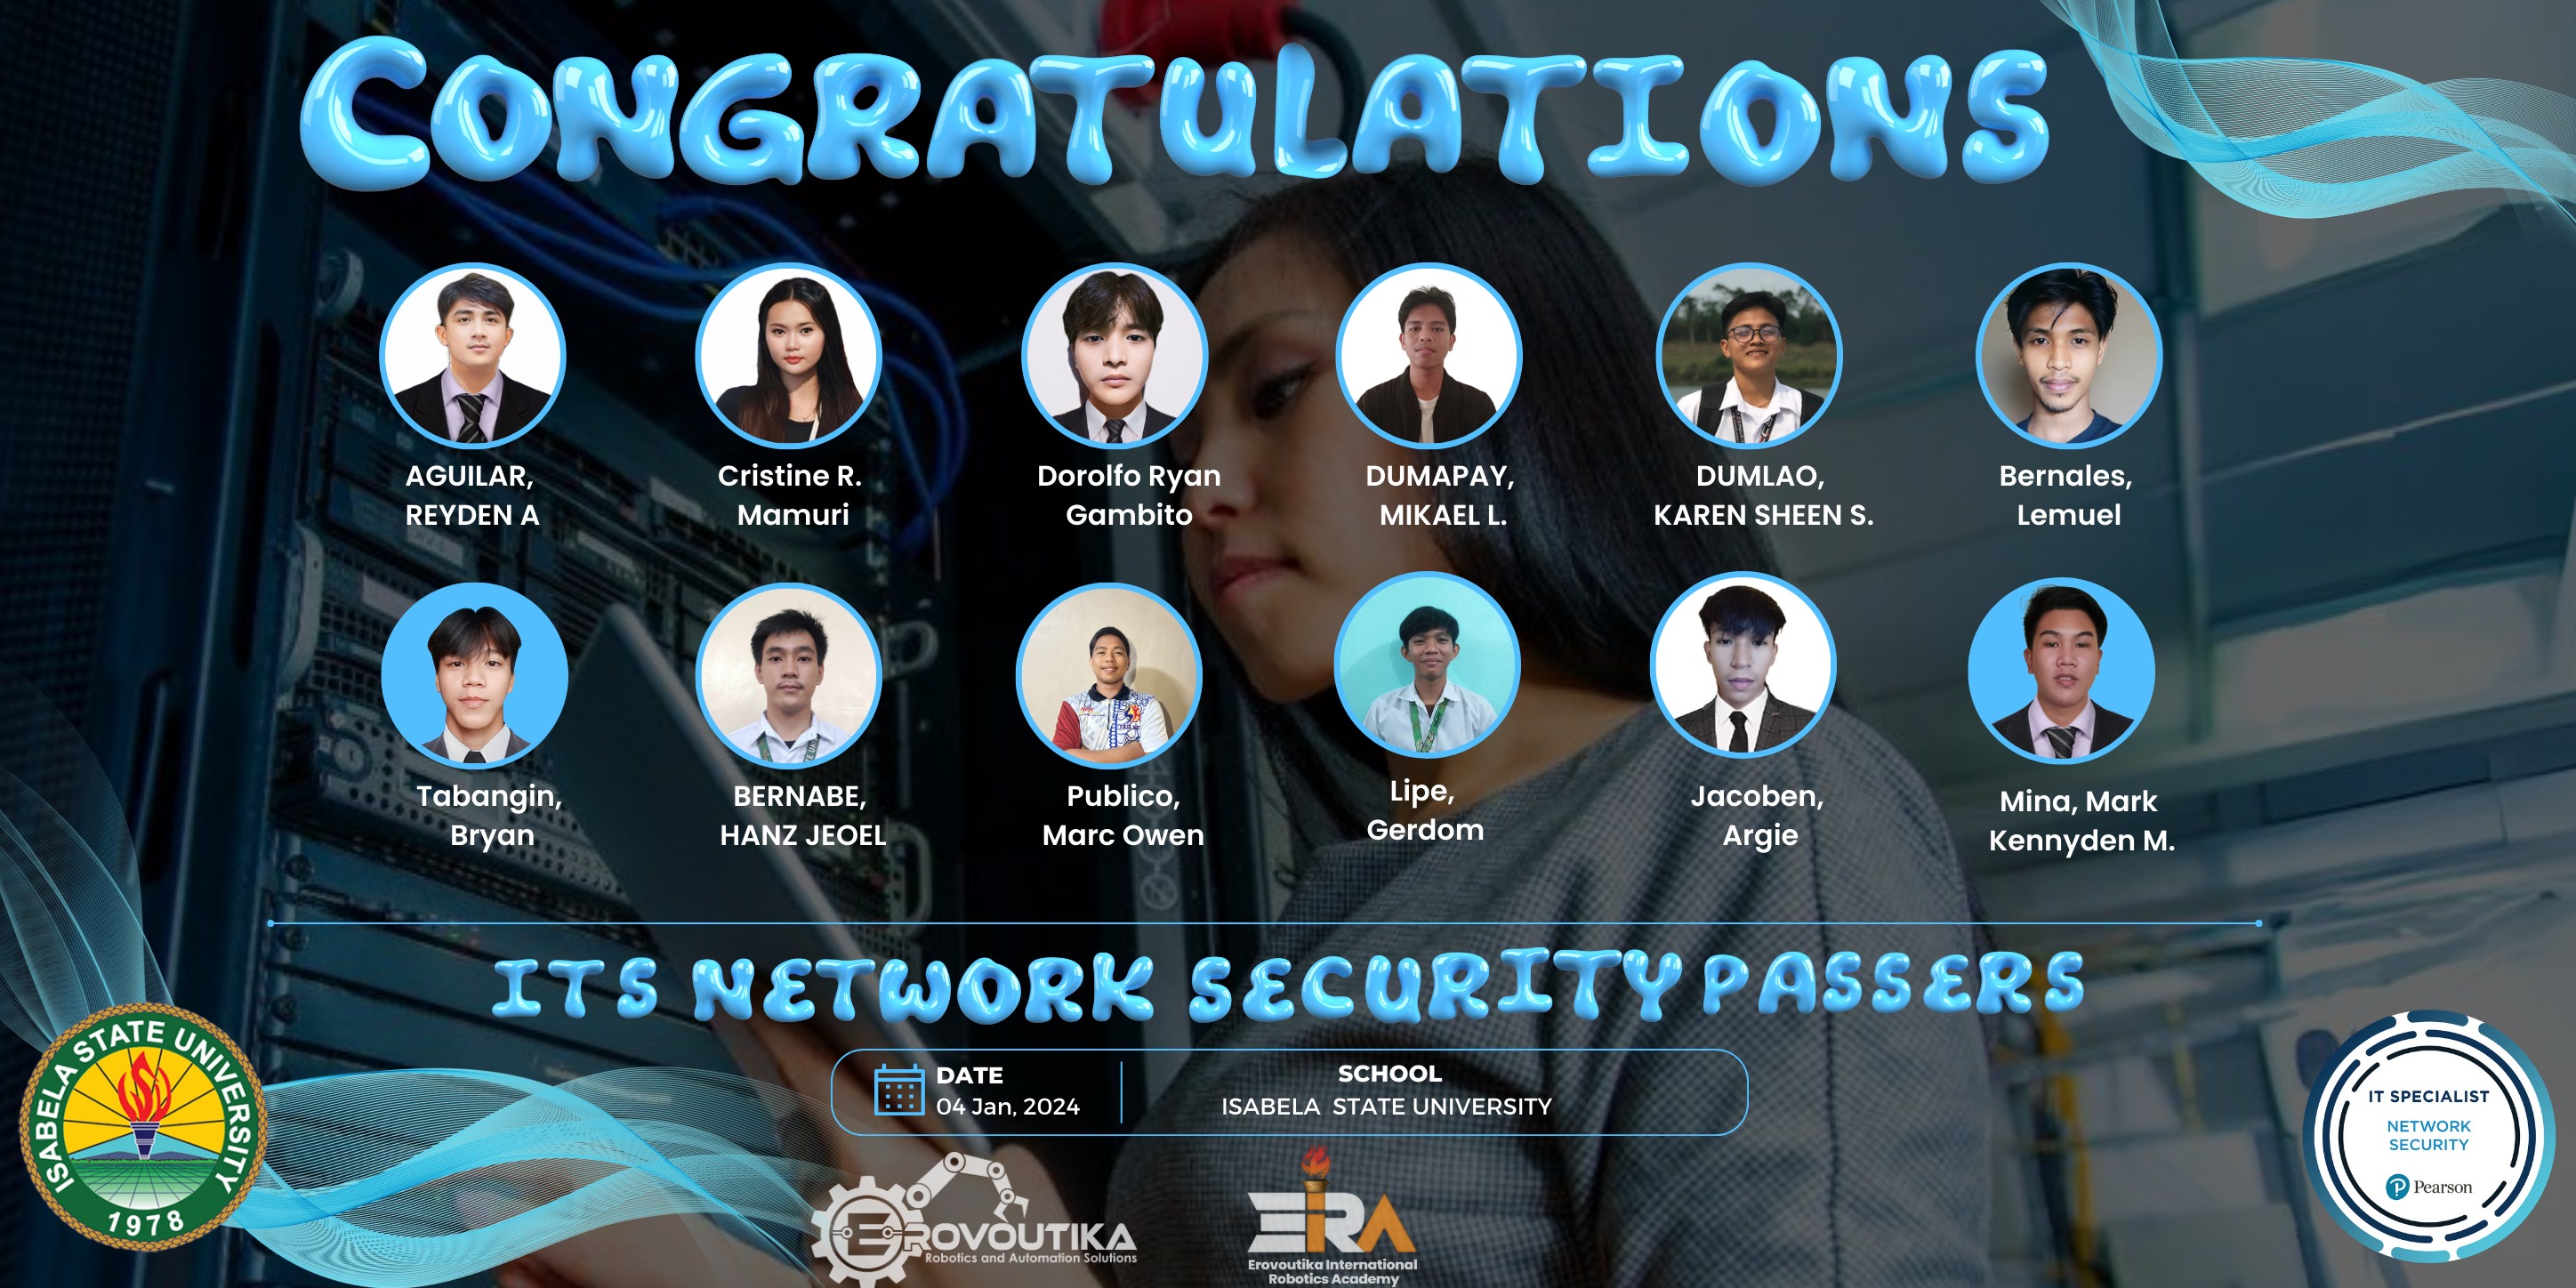 CONGRATULATIONS
AGUILAR,
REYDEN A
Cristine R.
Mamuri
Dorolfo Ryan
Gambito
DUMAPAY,
MIKAEL L.
DUMLAO,
KAREN SHEEN S.
Bernales,
Lemuel
Tabangin,
Bryan
BERNABE,
HANZ JEOEL
Publico,
Marc Owen
Lipe,
Gerdom
Jacoben,
Argie
Mina, Mark
Kennyden M.
ITS NETWORK SECURITY PASSERS
DATE
04 Jan, 2024
SCHOOL
ISABELA STATE UNIVERSITY
ISABELA STATE UNIVERSITY
1978
EROVOUTIKA
Robotics and Automation Solutions
ERA
Erovoutika International
Robotics Academy
IT SPECIALIST
NETWORK
SECURITY
Pearson